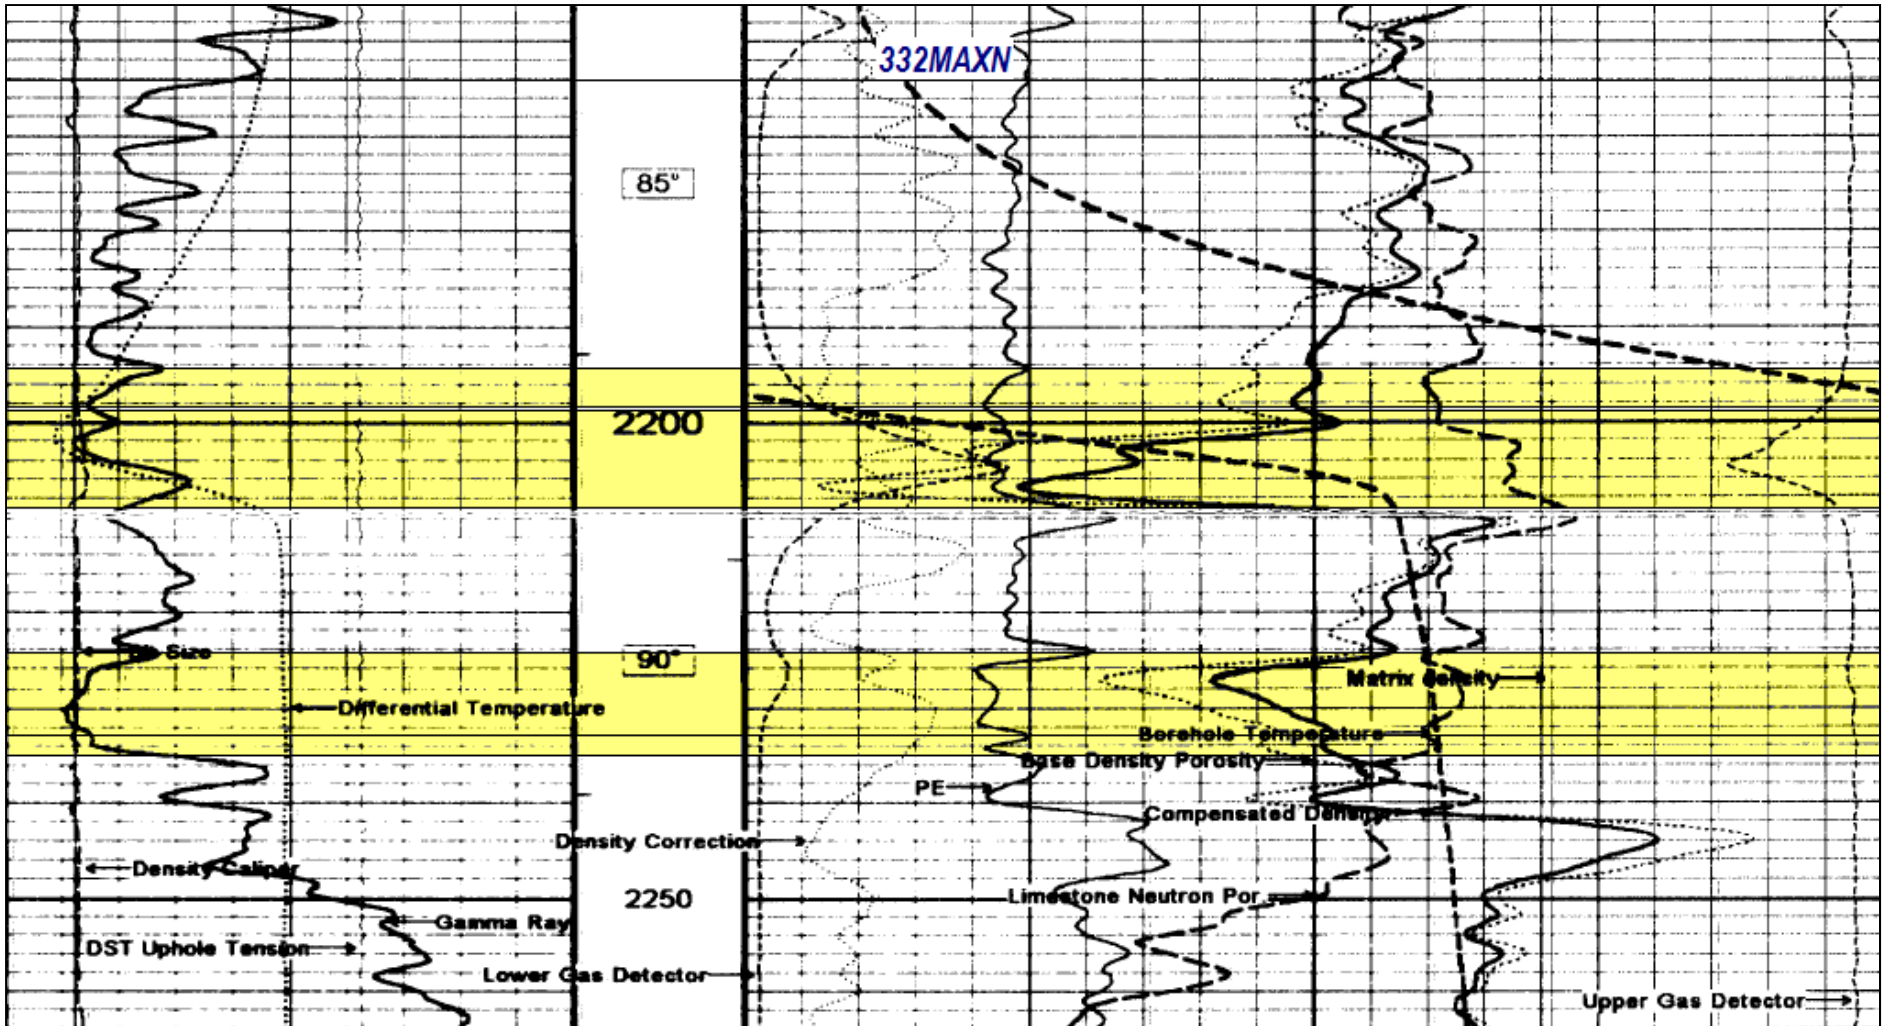 332MAXN
85°
2200
Bit Size
90°
Matrix density
Differential Temperature
Borehole Temperature
Base Density Porosity
PE
Compensated Density
Density Correction
Density Caliper
Limestone Neutron Por.
2250
Gamma Ray
DST Uphole Tension
Lower Gas Detector
Upper Gas Detector